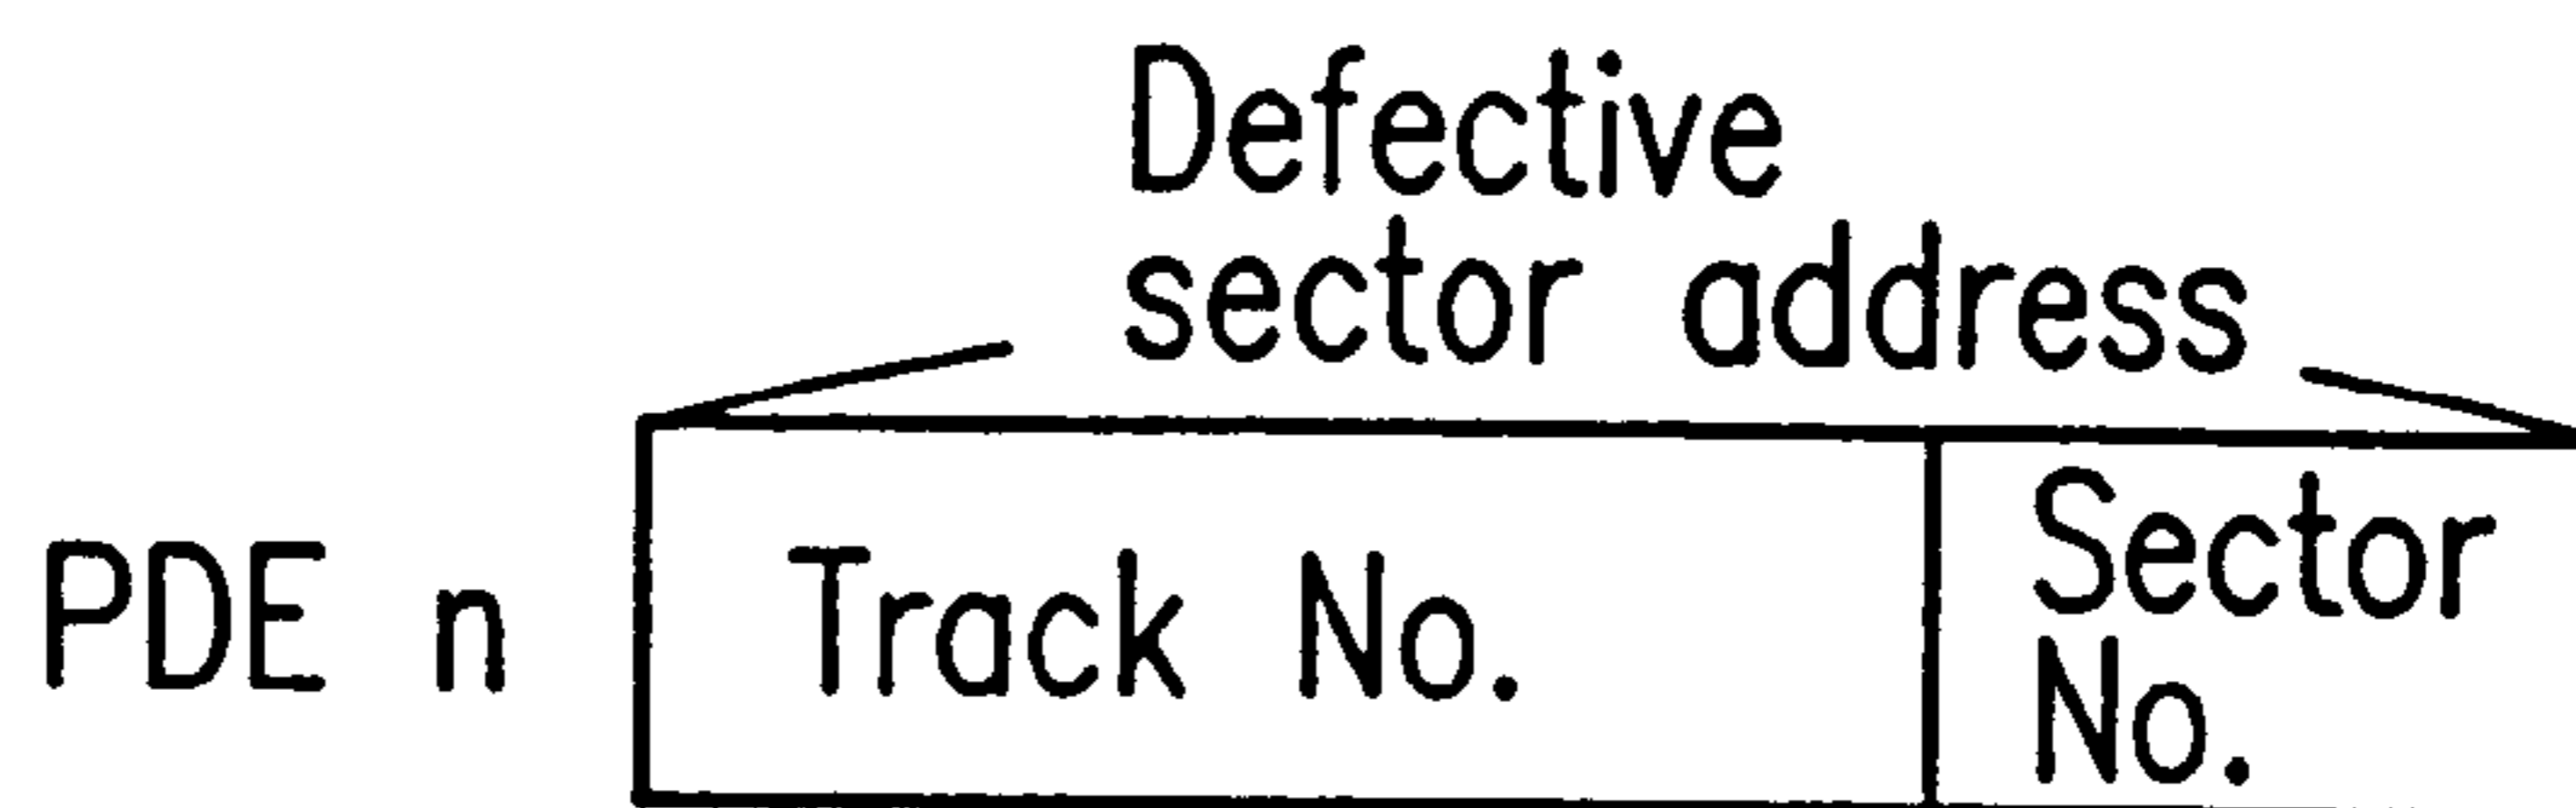 Defective
sector address
PDE n
Track No.
Sector
No.